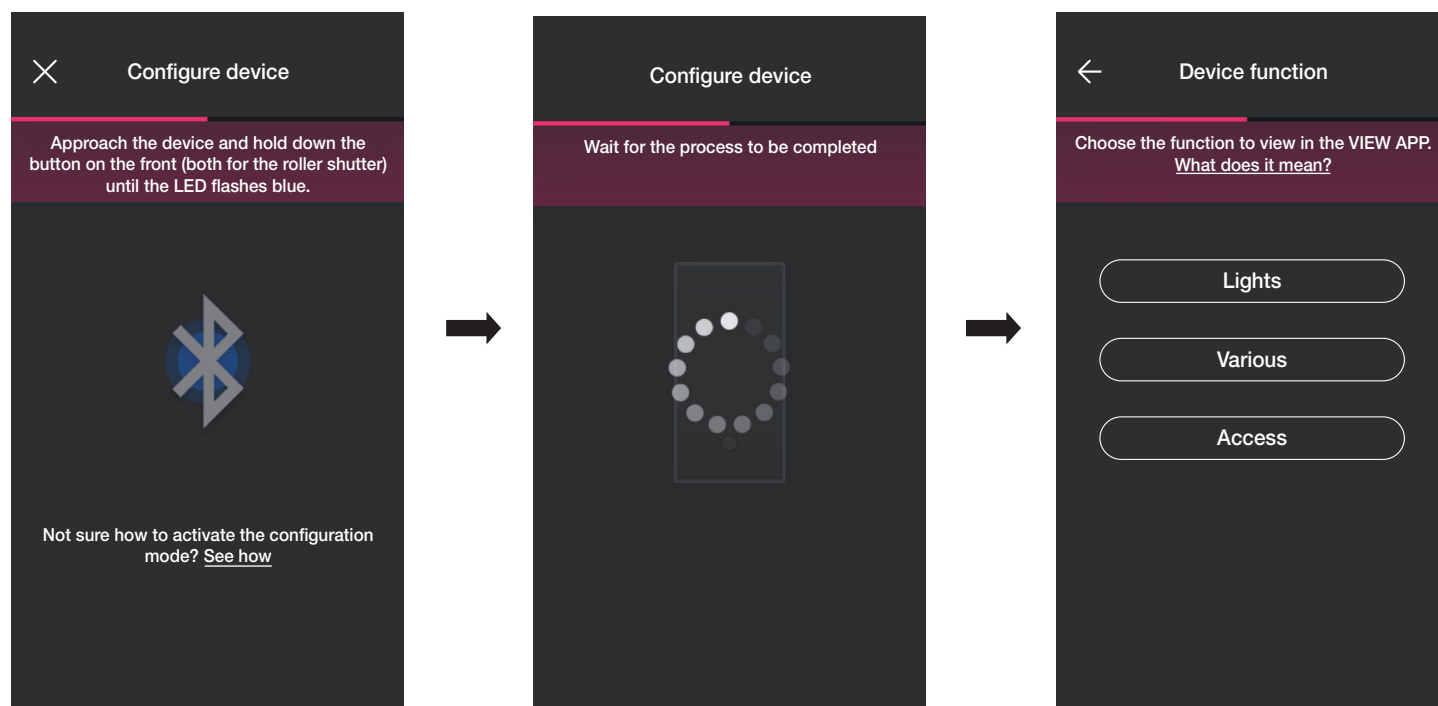 Configure device
Approach the device and hold down the
button on the front (both for the roller shutter)
until the LED flashes blue.
Not sure how to activate the configuration
mode? See how
Configure device
Wait for the process to be completed
Device function
Choose the function to view in the VIEW APP.
What does it mean?
Lights
Various
Access